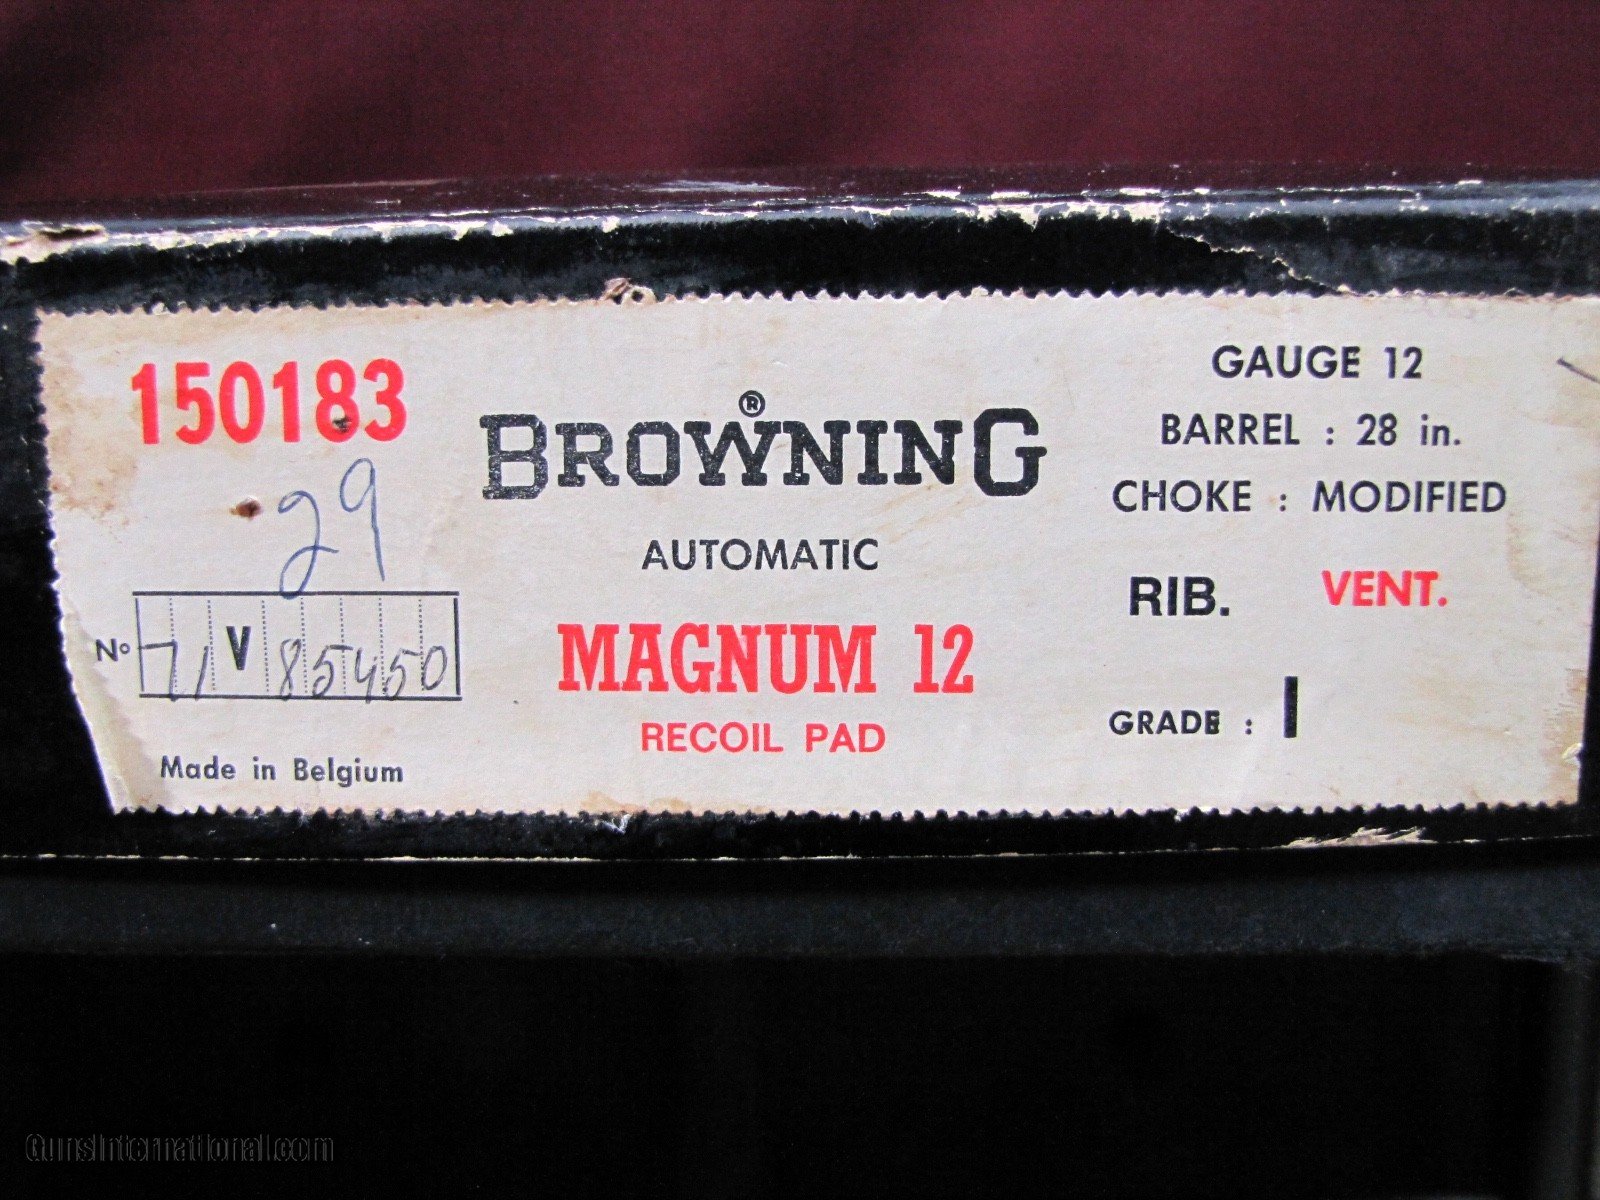 150183
29
Nº 71 V 85450
Made in Belgium
BROWNING®
AUTOMATIC
MAGNUM 12
RECOIL PAD
GAUGE 12
BARREL : 28 in.
CHOKE : MODIFIED
RIB. VENT.
GRADE : I
GunsInternational.com